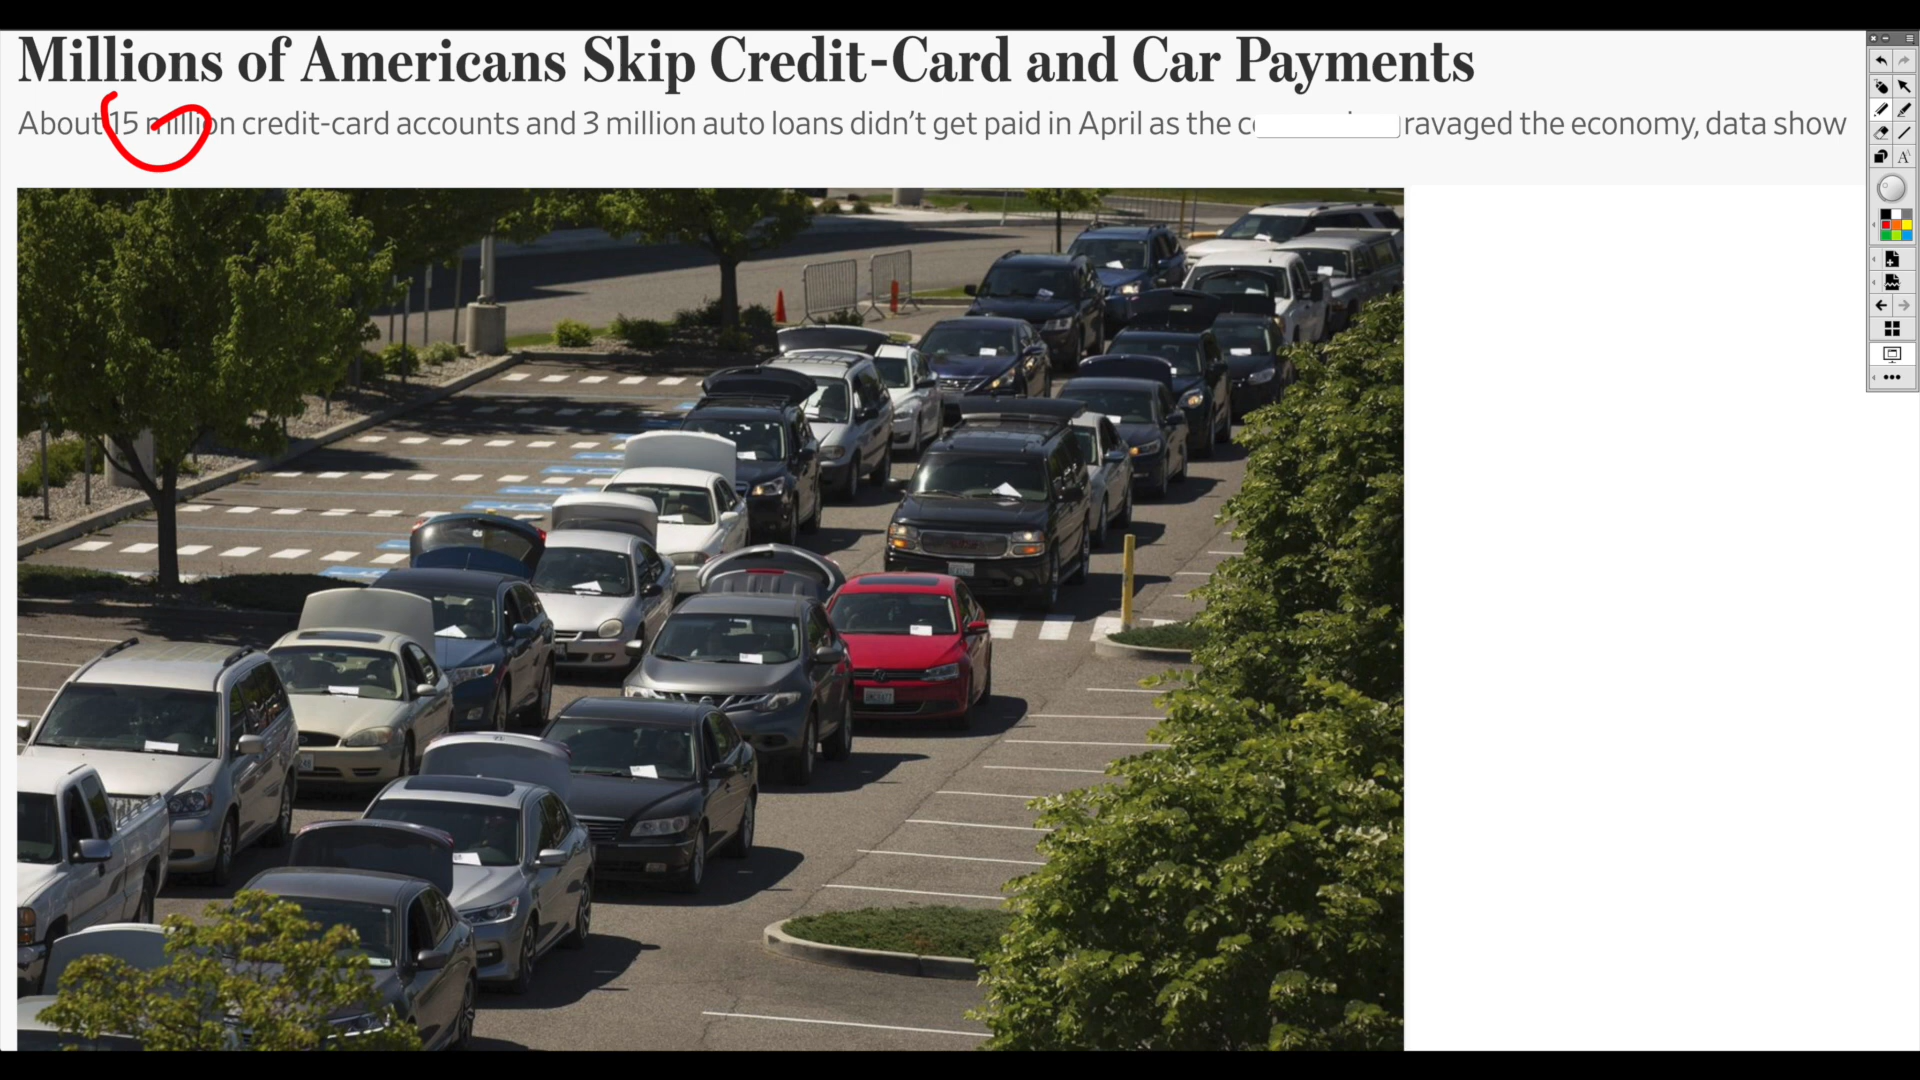 Millions of Americans Skip Credit-Card and Car Payments
About 15 million credit-card accounts and 3 million auto loans didn't get paid in April as the ravaged the economy, data show